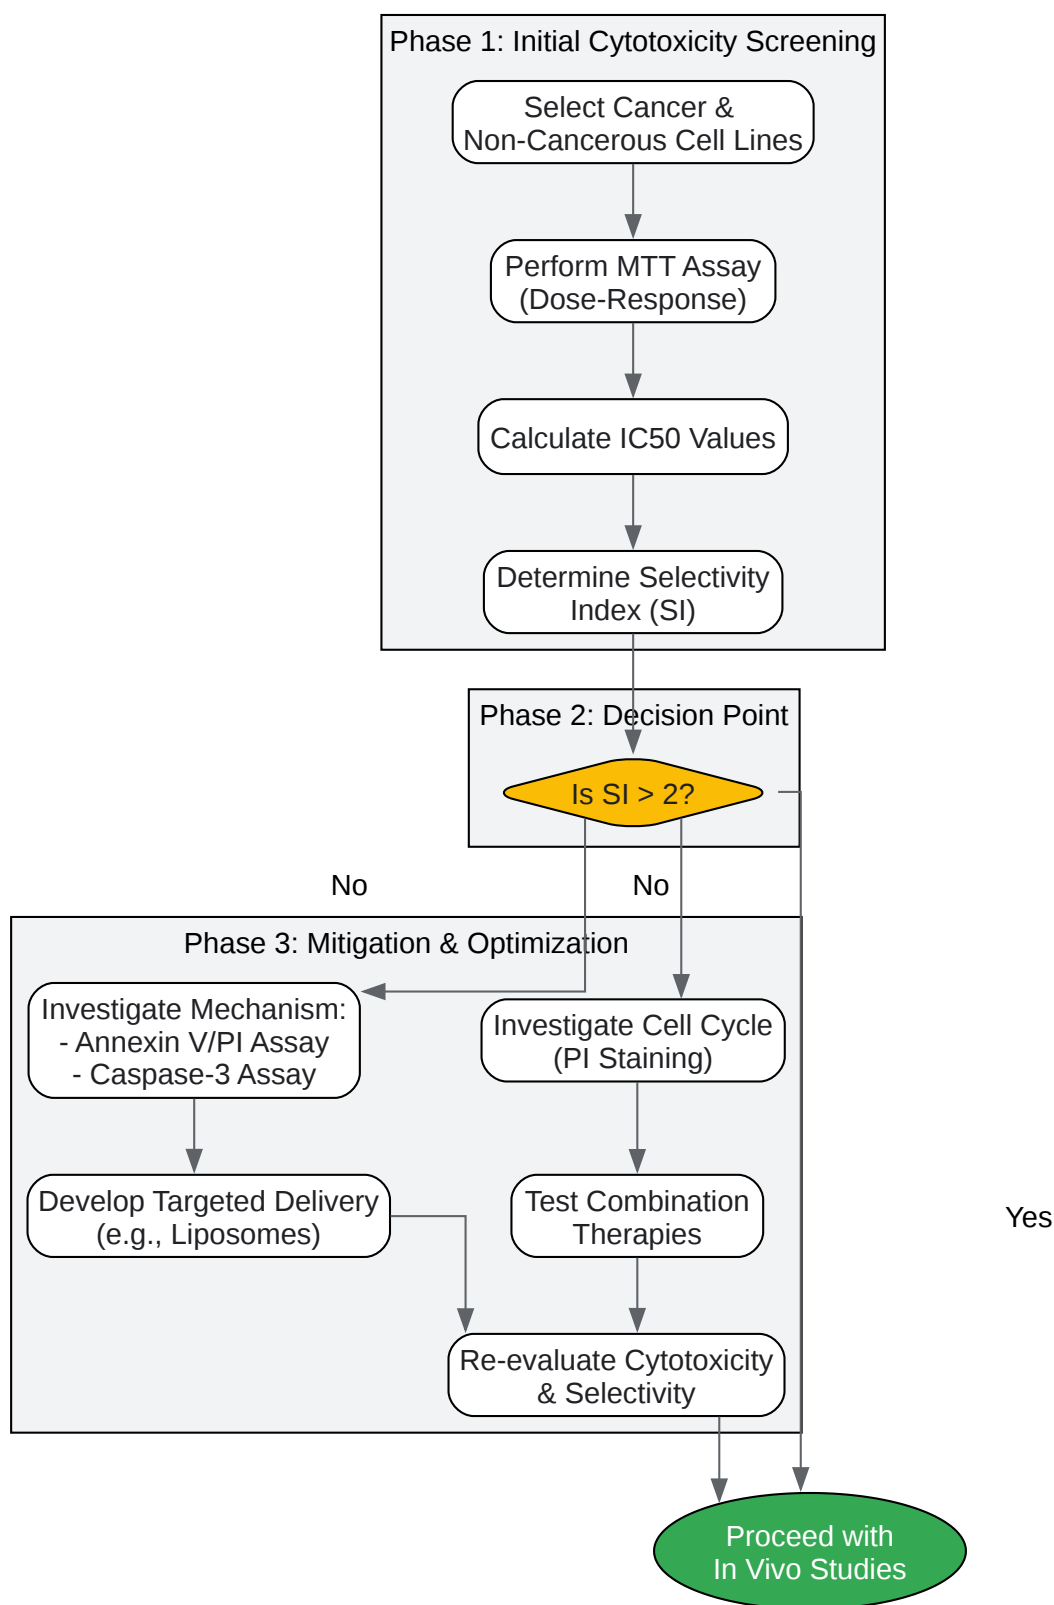 Phase 1: Initial Cytotoxicity Screening
Select Cancer &
Non-Cancerous Cell Lines
Perform MTT Assay
(Dose-Response)
Calculate IC50 Values
Determine Selectivity
Index (SI)
Phase 2: Decision Point
Is SI > 2?
No
No
Phase 3: Mitigation & Optimization
Investigate Mechanism:
- Annexin V/PI Assay
- Caspase-3 Assay
Investigate Cell Cycle
(PI Staining)
Develop Targeted Delivery
(e.g., Liposomes)
Test Combination
Therapies
Yes
Re-evaluate Cytotoxicity
& Selectivity
Proceed with
In Vivo Studies